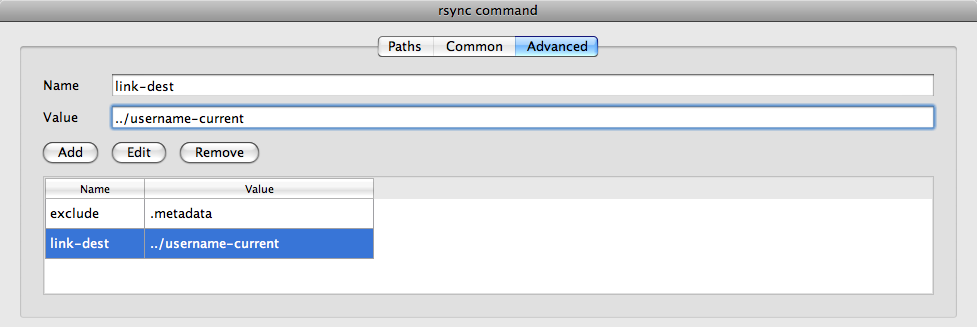 rsync command
Paths Common Advanced
Name link-dest
Value ../username-current
Add Edit Remove
Name Value
exclude .metadata
link-dest ../username-current